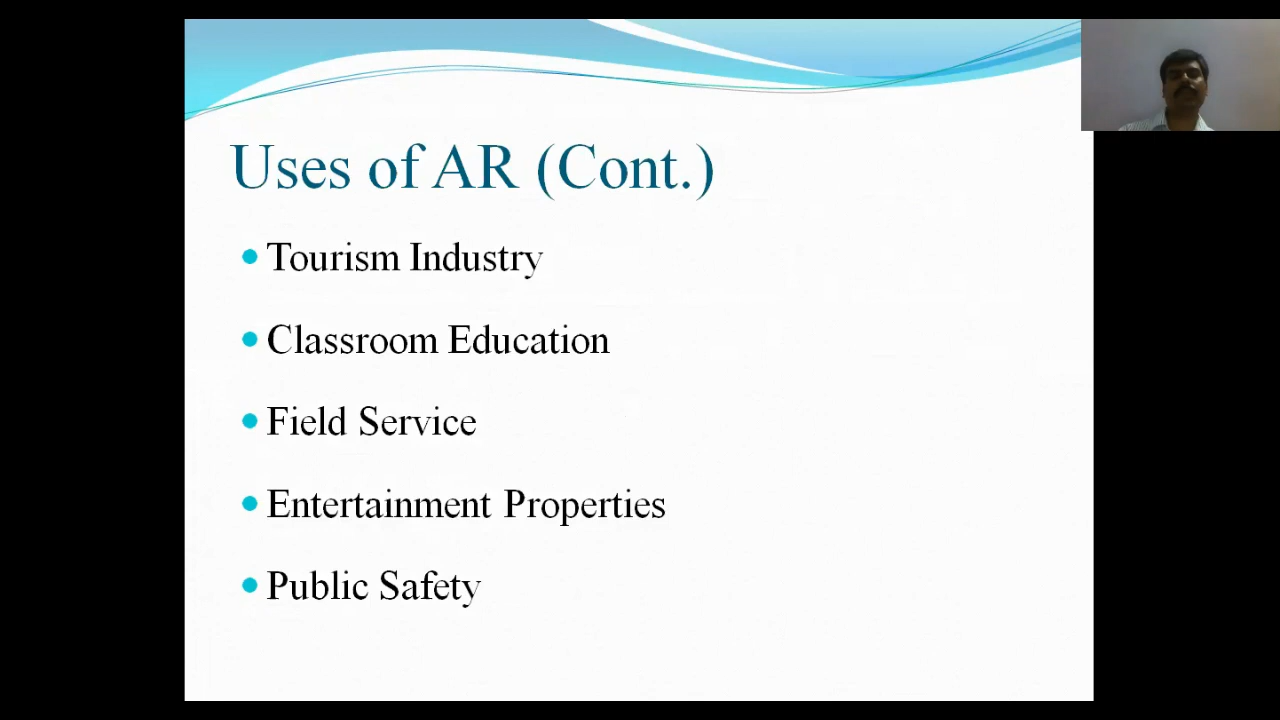 Uses of AR (Cont.)
Tourism Industry
Classroom Education
Field Service
Entertainment Properties
Public Safety